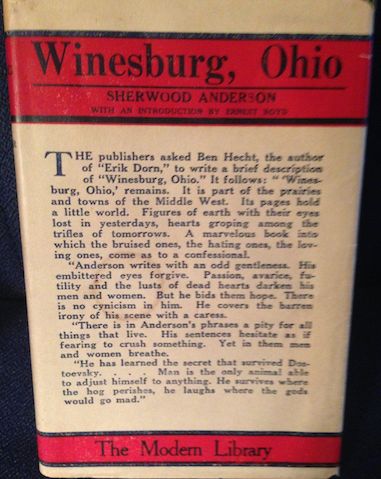 Winesburg, Ohio
SHERWOOD ANDERSON
WITH AN INTRODUCTION BY ERNEST BOYD
THE publishers asked Ben Hecht, the author
of "Erik Dorn," to write a brief description
of "Winesburg, Ohio." It follows: " 'Wines-
burg, Ohio,' remains. It is part of the prairies
and towns of the Middle West. Its pages hold
a little world. Figures of earth with their eyes
lost in yesterdays, hearts groping among the
trifles of tomorrows. A marvelous book into
which the bruised ones, the hating ones, the lov-
ing ones, come as to a confessional.
"Anderson writes with an odd gentleness. His
embittered eyes forgive. Passion, avarice, fu-
tility and the lusts of dead hearts darken his
men and women. But he bids them hope. There
is no cynicism in him. He covers the barren
irony of his scene with a caress.
"There is in Anderson's phrases a pity for all
things that live. His sentences hesitate as if
fearing to crush something. Yet in them men
and women breathe.
"He has learned the secret that survived Dos-
toevsky. . . . Man is the only animal able
to adjust himself to anything. He survives where
the hog perishes, he laughs where the gods
would go mad."
The Modern Library